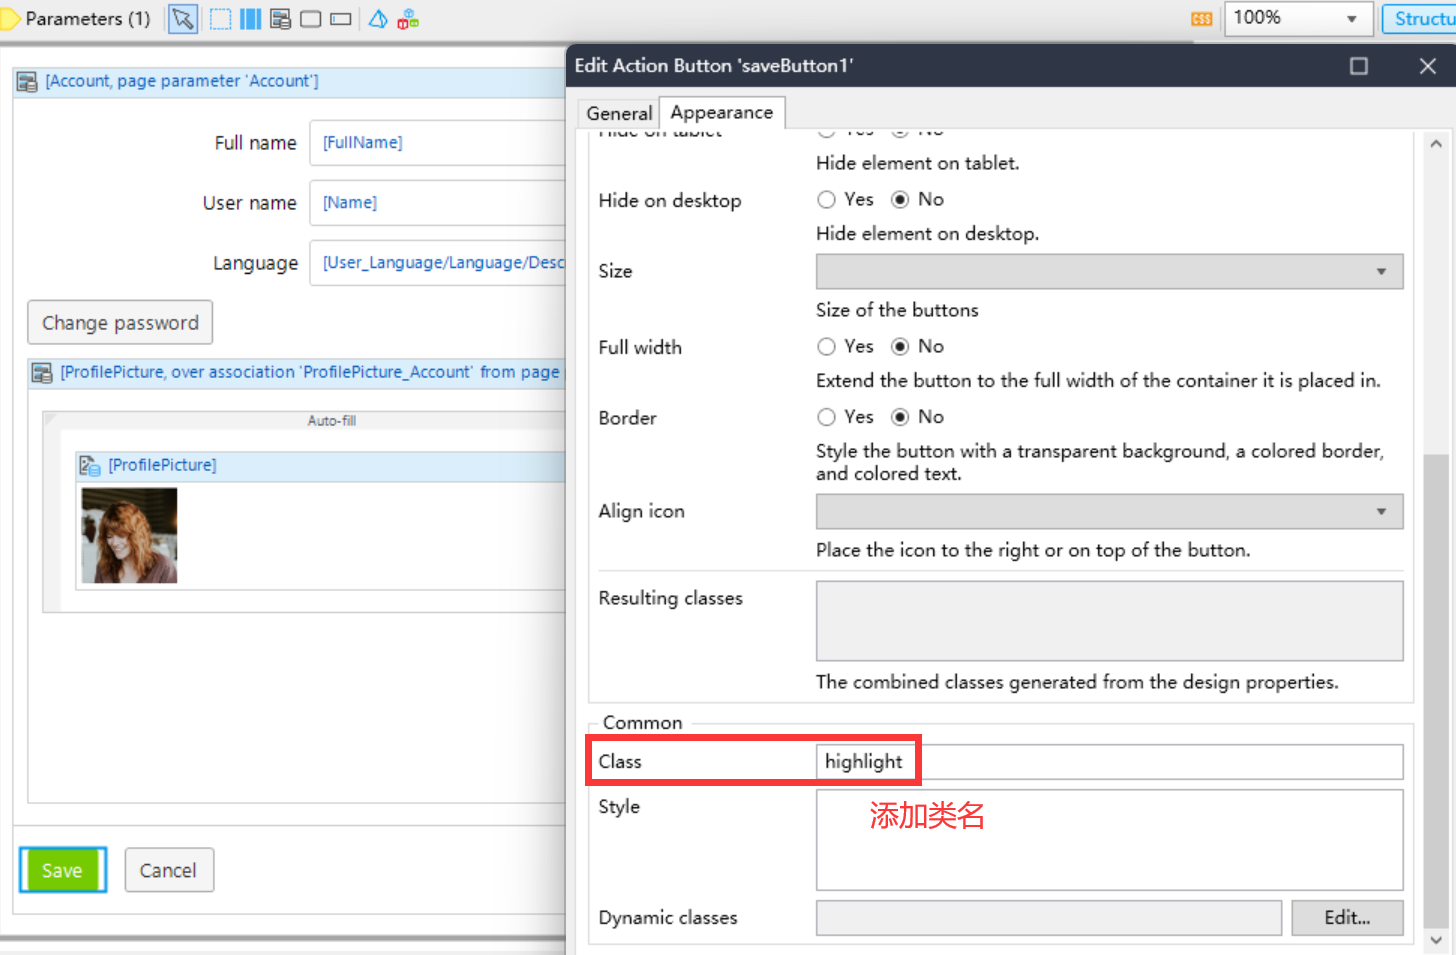 Parameters (1)
CSS
100%
Structu
[Account, page parameter 'Account']
Full name
[FullName]
User name
[Name]
Language
[User_Language/Language/Desc
Change password
[ProfilePicture, over association 'ProfilePicture_Account' from page
Auto-fill
[ProfilePicture]
Save
Cancel
Edit Action Button 'saveButton1'
General
Appearance
Hide on tablet
Yes
No
Hide element on tablet.
Hide on desktop
Yes
No
Hide element on desktop.
Size
Size of the buttons
Full width
Yes
No
Extend the button to the full width of the container it is placed in.
Border
Yes
No
Style the button with a transparent background, a colored border,
and colored text.
Align icon
Place the icon to the right or on top of the button.
Resulting classes
The combined classes generated from the design properties.
Common
Class
highlight
Style
添加类名
Dynamic classes
Edit...